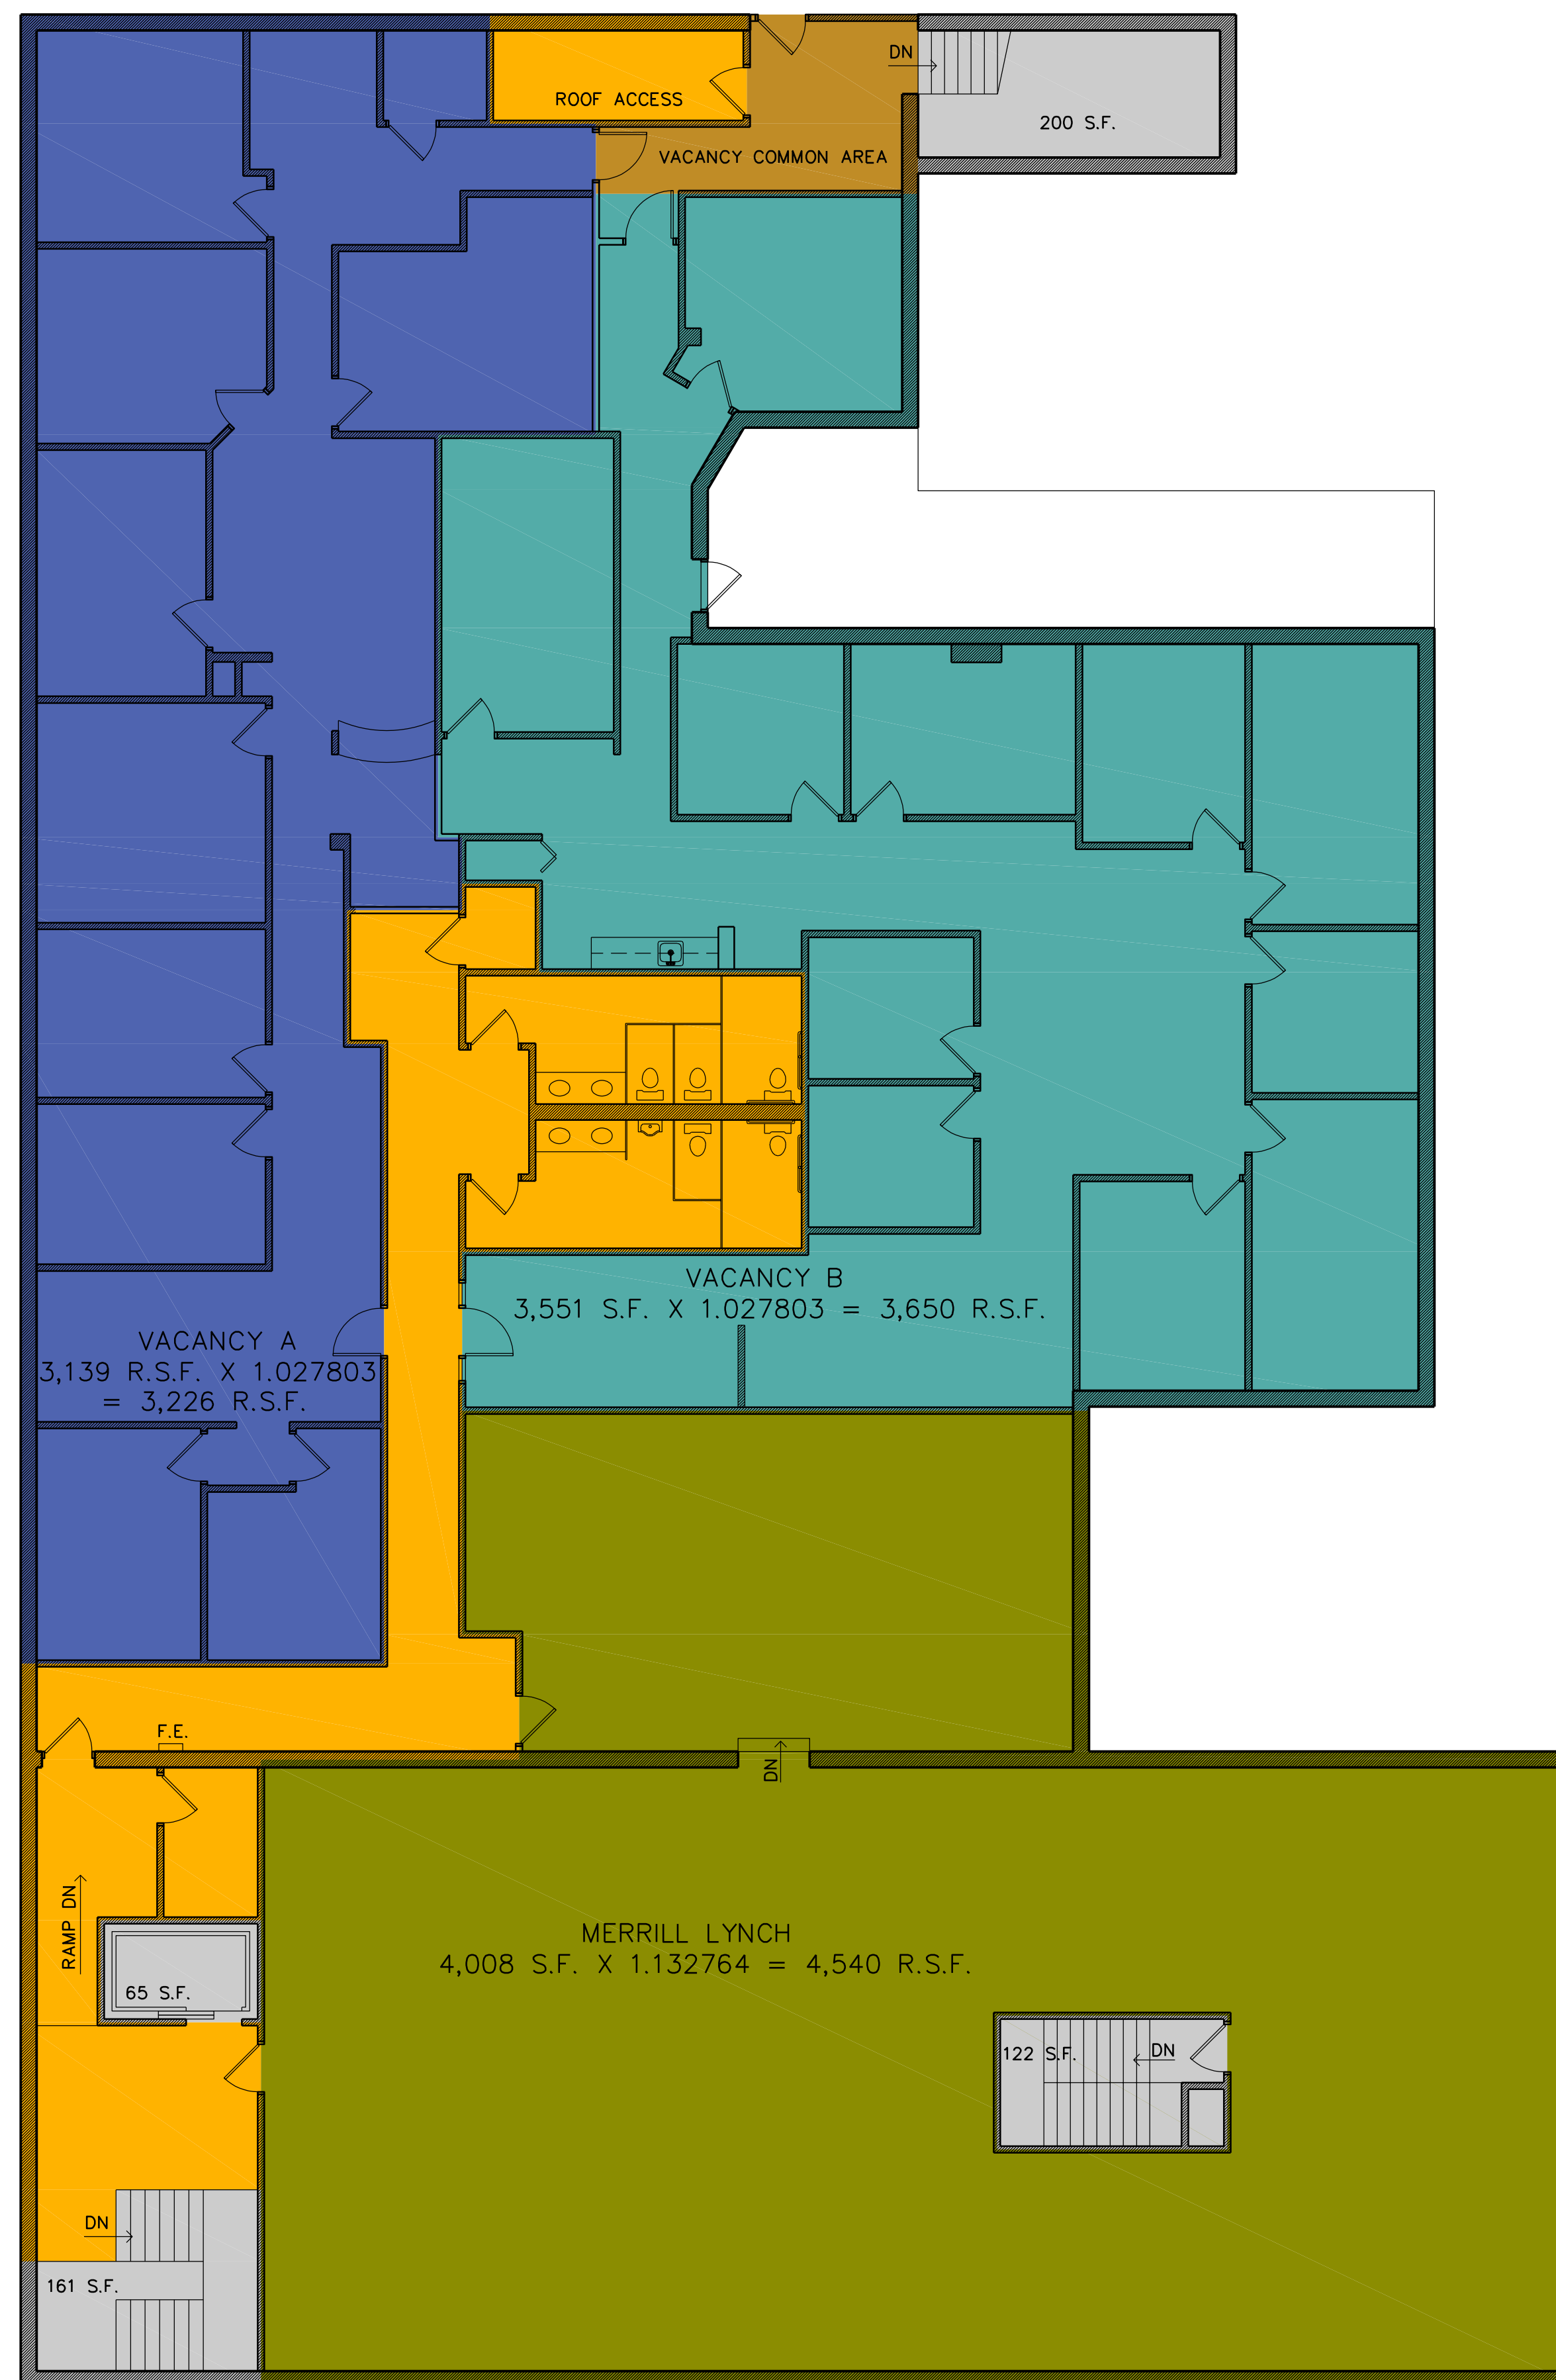 DN
ROOF ACCESS
200 S.F.
VACANCY COMMON AREA
VACANCY B
3,551 S.F. X 1.027803 = 3,650 R.S.F.
VACANCY A
3,139 R.S.F. X 1.027803
= 3,226 R.S.F.
F.E.
DN
RAMP DN
MERRILL LYNCH
4,008 S.F. X 1.132764 = 4,540 R.S.F.
65 S.F.
122 S.F.
DN
DN
161 S.F.